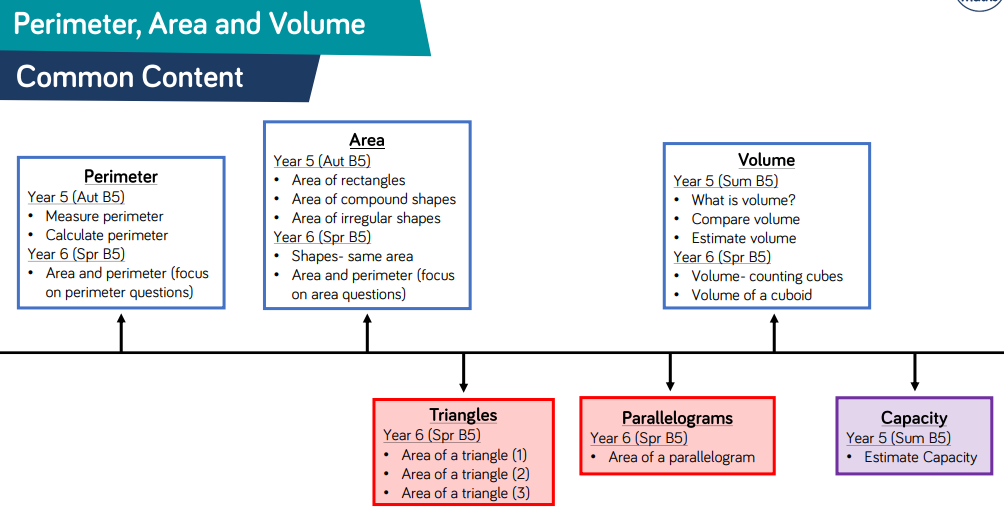 Perimeter, Area and Volume
Common Content
Perimeter
Year 5 (Aut B5)
• Measure perimeter
• Calculate perimeter
Year 6 (Spr B5)
• Area and perimeter (focus
on perimeter questions)
Area
Year 5 (Aut B5)
• Area of rectangles
• Area of compound shapes
• Area of irregular shapes
Year 6 (Spr B5)
• Shapes- same area
• Area and perimeter (focus
on area questions)
Volume
Year 5 (Sum B5)
• What is volume?
• Compare volume
• Estimate volume
Year 6 (Spr B5)
• Volume- counting cubes
• Volume of a cuboid
Triangles
Year 6 (Spr B5)
• Area of a triangle (1)
• Area of a triangle (2)
• Area of a triangle (3)
Parallelograms
Year 6 (Spr B5)
• Area of a parallelogram
Capacity
Year 5 (Sum B5)
• Estimate Capacity